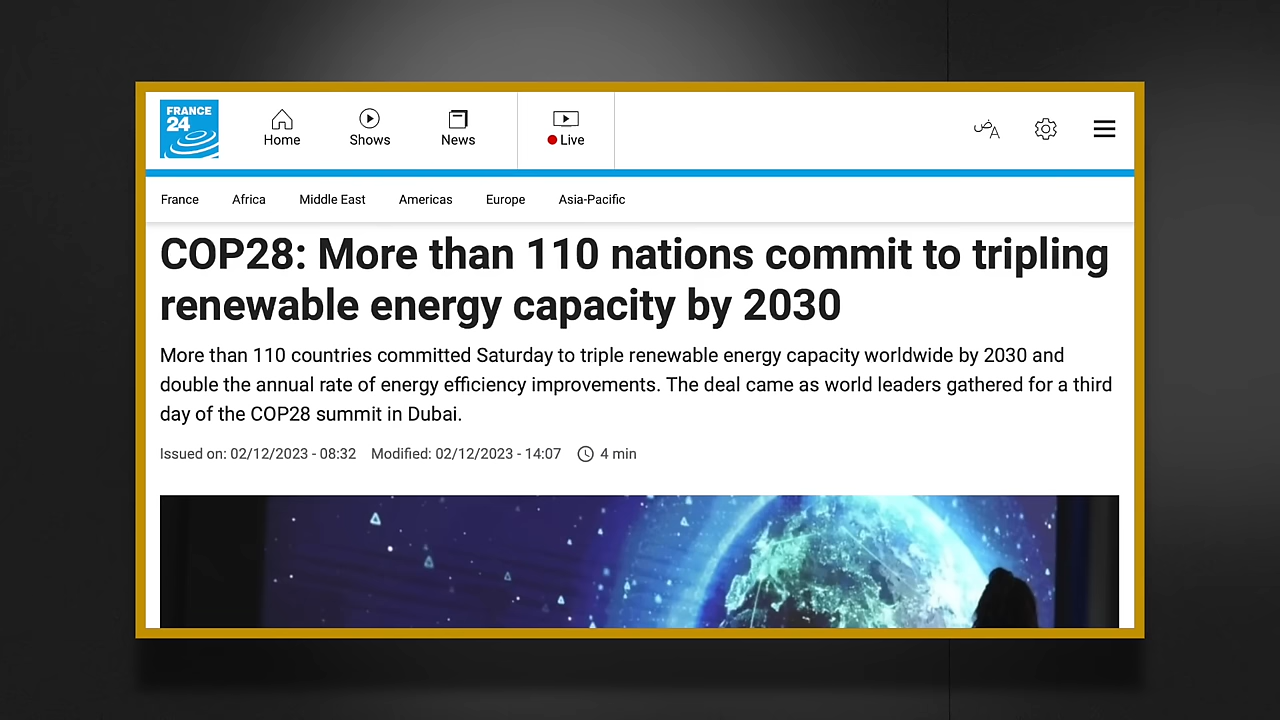 FRANCE
24
Home
Shows
News
Live
France Africa Middle East Americas Europe Asia-Pacific
COP28: More than 110 nations commit to tripling
renewable energy capacity by 2030
More than 110 countries committed Saturday to triple renewable energy capacity worldwide by 2030 and
double the annual rate of energy efficiency improvements. The deal came as world leaders gathered for a third
day of the COP28 summit in Dubai.
Issued on: 02/12/2023 - 08:32 Modified: 02/12/2023 - 14:07 4 min